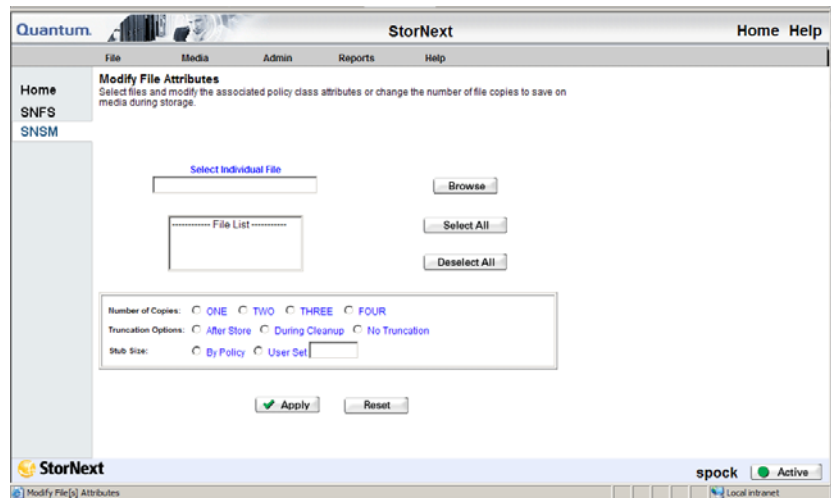 Quantum. StorNext Home Help
File Media Admin Reports Help
Home
SNFS
SNSM
Modify File Attributes
Select files and modify the associated policy class attributes or change the number of file copies to save on
media during storage.
Select Individual File
Browse
------------ File List -----------
Select All
Deselect All
Number of Copies: ONE TWO THREE FOUR
Truncation Options: After Store During Cleanup No Truncation
Stub Size: By Policy User Set
Apply Reset
StorNext spock Active
Modify File[s] Attributes Local intranet